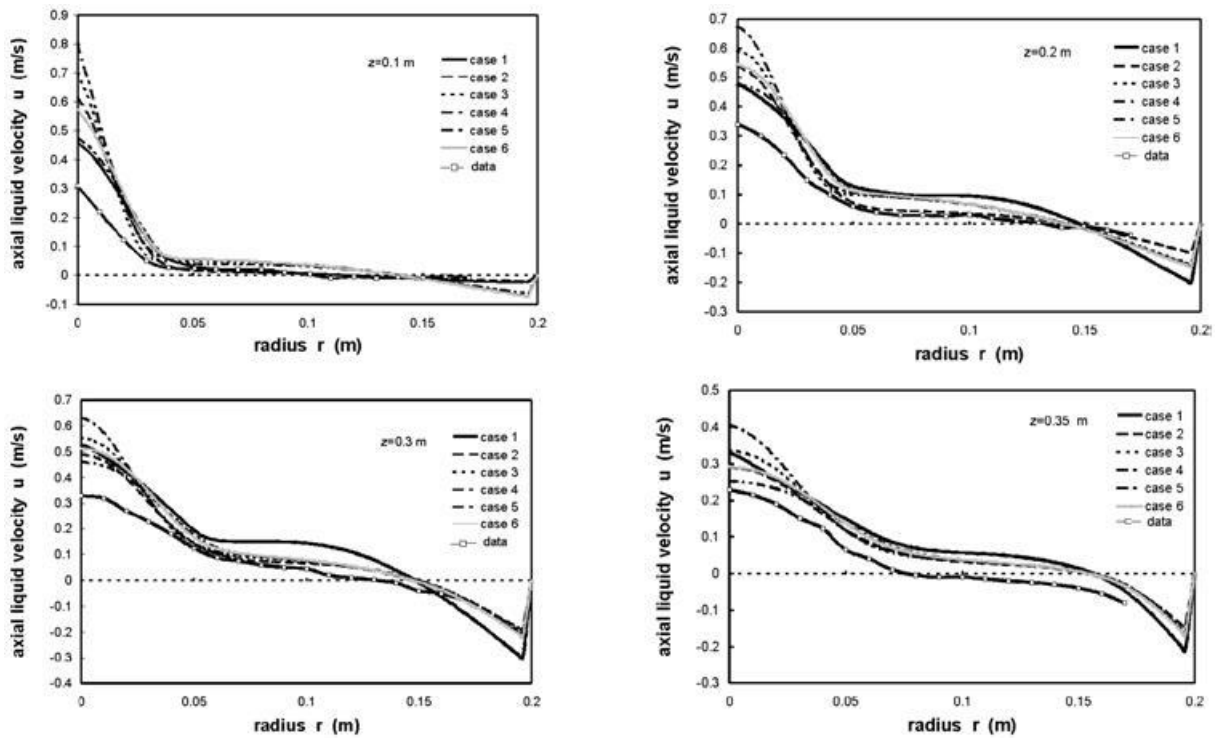 axial liquid velocity u (m/s)
0.9
0.8
0.7
0.6
0.5
0.4
0.3
0.2
0.1
0
-0.1
z=0.1 m
case 1
case 2
case 3
case 4
case 5
case 6
data
0 0.05 0.1 0.15 0.2
radius r (m)
axial liquid velocity u (m/s)
0.7
0.6
0.5
0.4
0.3
0.2
0.1
0
-0.1
-0.2
-0.3
z=0.2 m
case 1
case 2
case 3
case 4
case 5
case 6
data
0 0.05 0.1 0.15 0.2
radius r (m)
axial liquid velocity u (m/s)
0.7
0.6
0.5
0.4
0.3
0.2
0.1
0
-0.1
-0.2
-0.3
-0.4
z=0.3 m
case 1
case 2
case 3
case 4
case 5
case 6
data
0 0.05 0.1 0.15 0.2
radius r (m)
axial liquid velocity u (m/s)
0.5
0.4
0.3
0.2
0.1
0
-0.1
-0.2
-0.3
z=0.35 m
case 1
case 2
case 3
case 4
case 5
case 6
data
0 0.05 0.1 0.15 0.2
radius r (m)